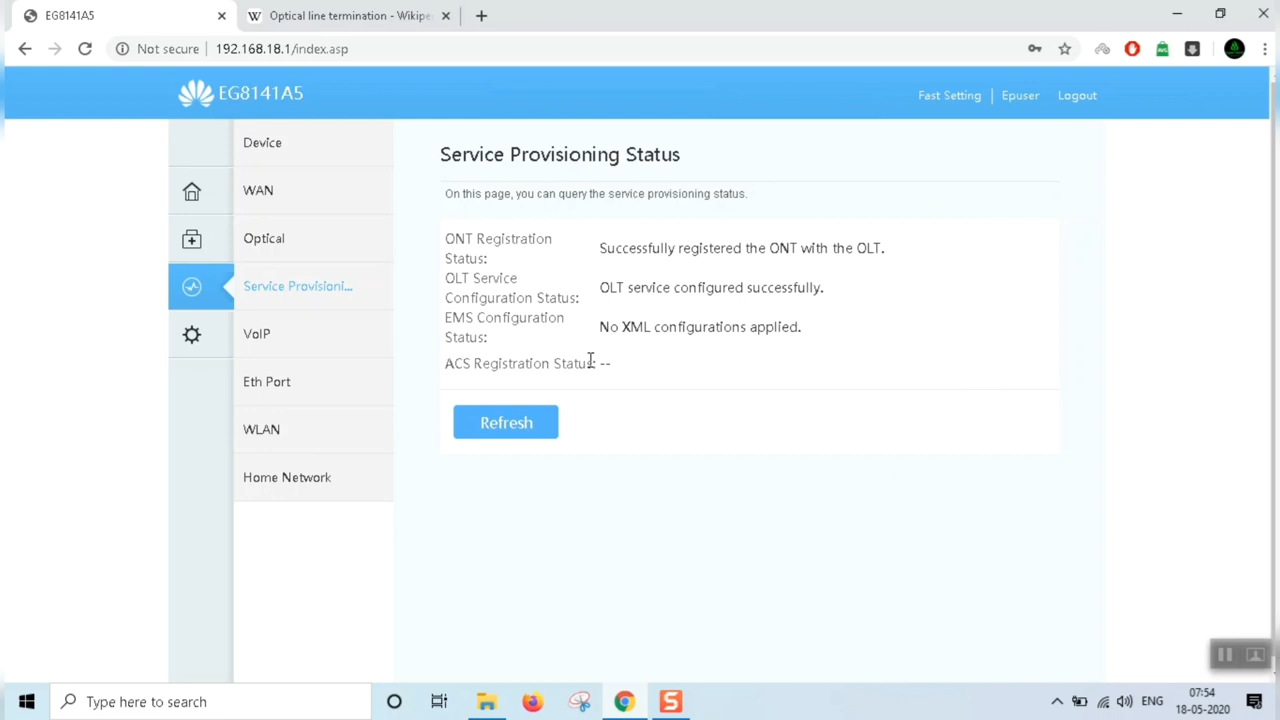 EG8141A5
W Optical line termination - Wikipe
Not secure
192.168.18.1/index.asp
EG8141A5
Fast Setting
Epuser
Logout
Device
WAN
Optical
Service Provisioni...
VoIP
Eth Port
WLAN
Home Network
Service Provisioning Status
On this page, you can query the service provisioning status.
ONT Registration
Status:
Successfully registered the ONT with the OLT.
OLT Service
Configuration Status:
OLT service configured successfully.
EMS Configuration
Status:
No XML configurations applied.
ACS Registration Status: --
Refresh
Type here to search
S
ENG
07:54
18-05-2020